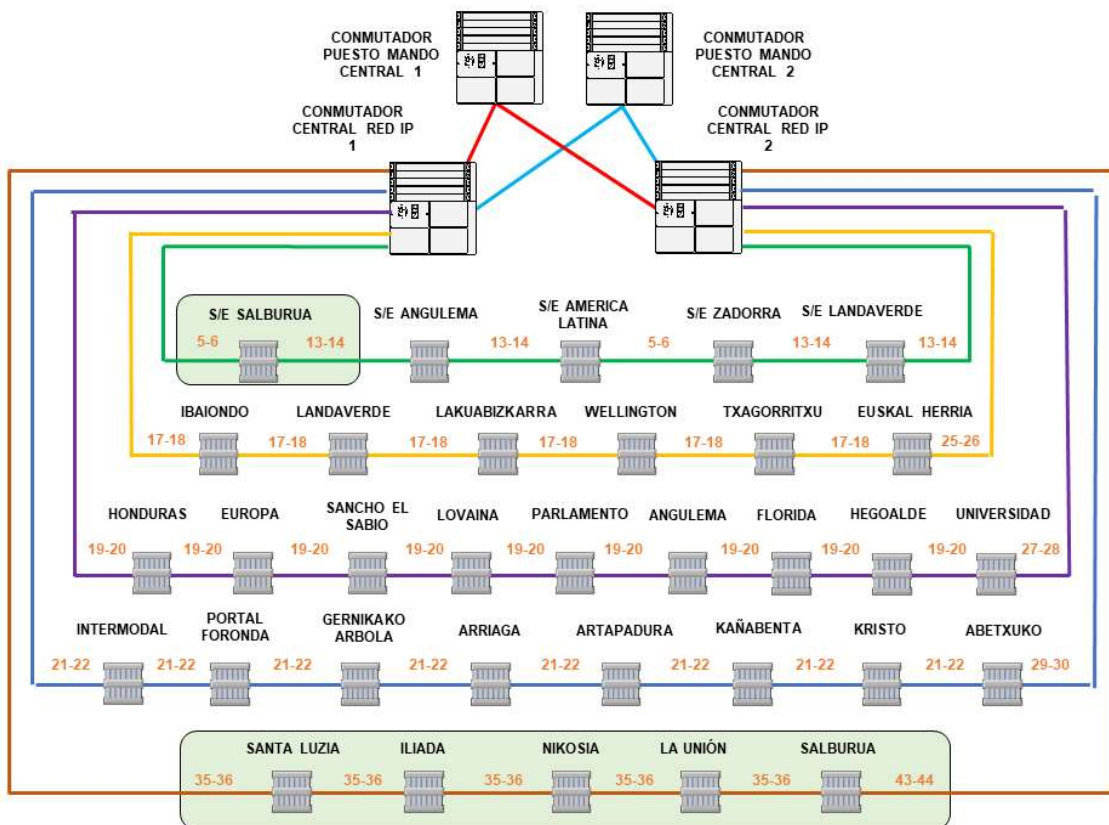 CONMUTADOR
PUESTO MANDO
CENTRAL 1
CONMUTADOR
PUESTO MANDO
CENTRAL 2
CONMUTADOR
CENTRAL RED IP
1
CONMUTADOR
CENTRAL RED IP
2
S/E SALBURUA
S/E ANGULEMA
S/E AMERICA
LATINA
S/E ZADORRA
S/E LANDAVERDE
5-6
13-14
13-14
5-6
13-14
13-14
IBAIONDO
LANDAVERDE
LAKUABIZKARRA
WELLINGTON
TXAGORRITXU
EUSKAL HERRIA
17-18
17-18
17-18
17-18
17-18
17-18
25-26
HONDURAS
EUROPA
SANCHO EL
SABIO
LOVAINA
PARLAMENTO
ANGULEMA
FLORIDA
HEGOALDE
UNIVERSIDAD
19-20
19-20
19-20
19-20
19-20
19-20
19-20
19-20
19-20
27-28
INTERMODAL
PORTAL
FORONDA
GERNIKAKO
ARBOLA
ARRIAGA
ARTAPADURA
KAÑABENTA
KRISTO
ABETXUKO
21-22
21-22
21-22
21-22
21-22
21-22
21-22
21-22
29-30
SANTA LUZIA
ILIADA
NIKOSIA
LA UNIÓN
SALBURUA
35-36
35-36
35-36
35-36
35-36
43-44